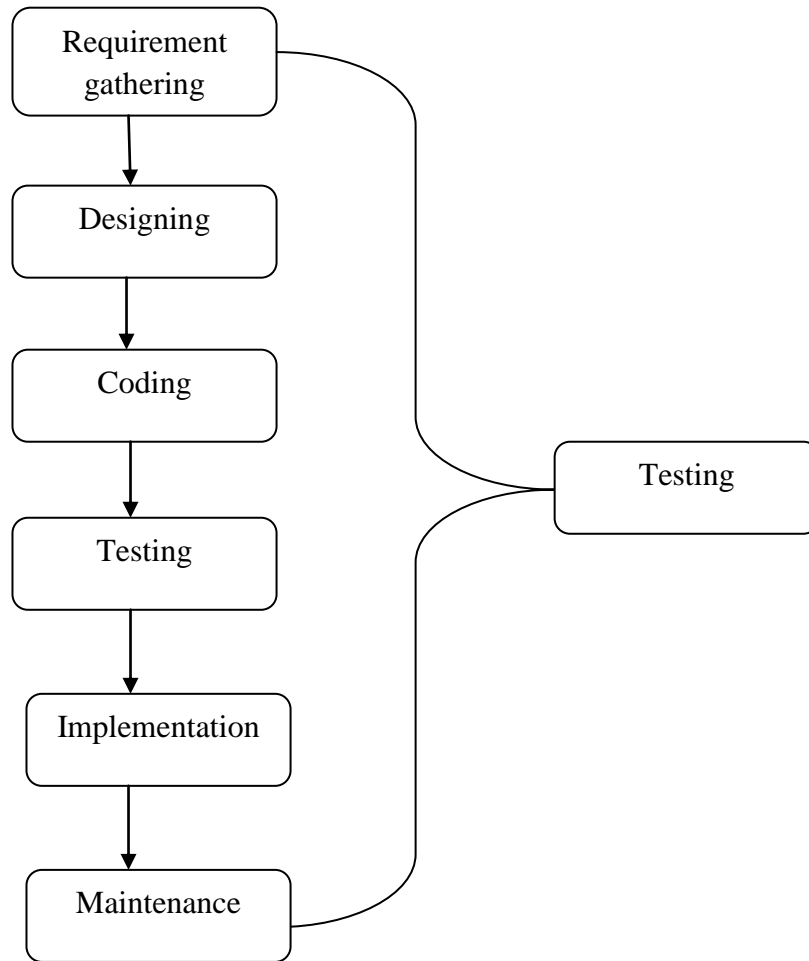 Requirement
gathering
Designing
Coding
Testing
Testing
Implementation
Maintenance